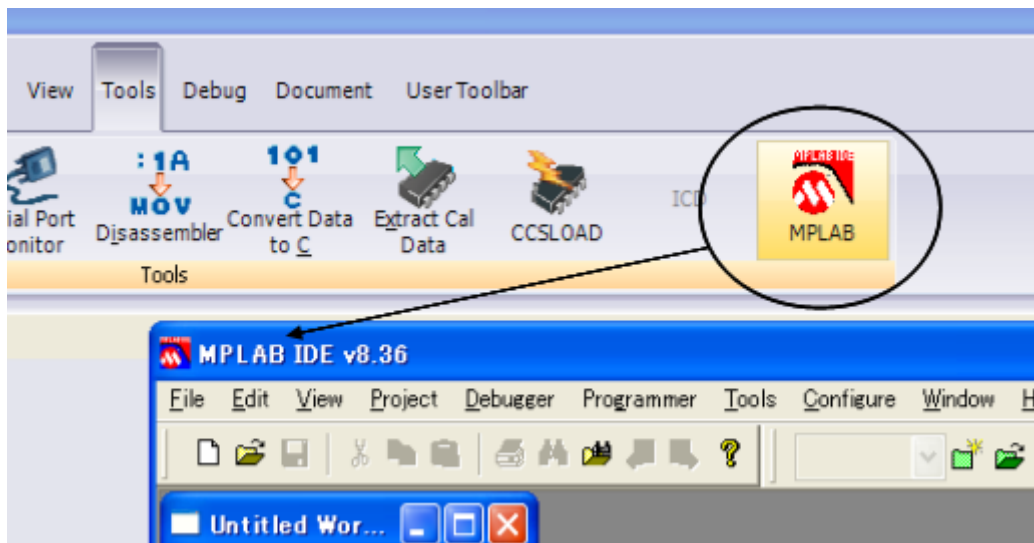 View Tools Debug Document User Toolbar
:1A
MOV
Disassembler
101
C
Convert Data
to C
Extract Cal
Data
CCSLOAD
ICD
MPLAB IDE
MPLAB
ial Port
onitor
Tools
MPLAB IDE v8.36
File Edit View Project Debugger Programmer Tools Configure Window H
Untitled Wor...